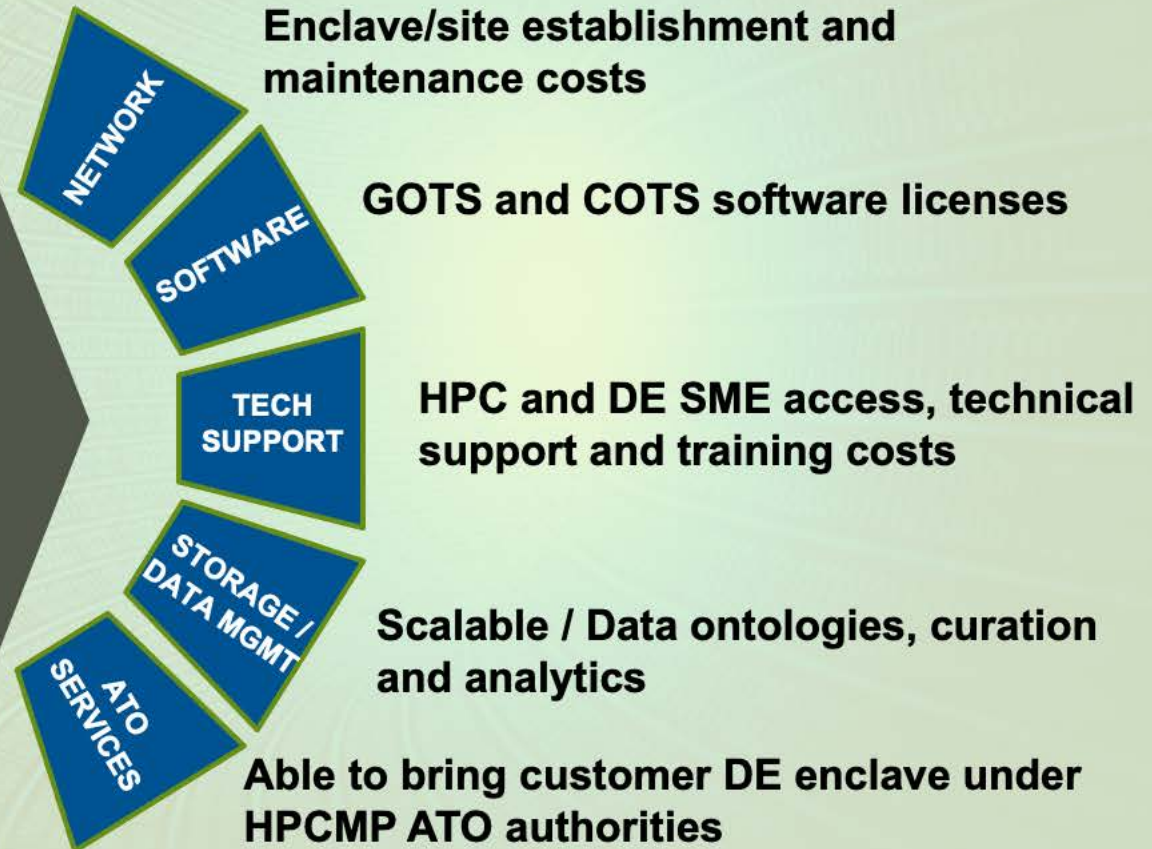 NETWORK
Enclave/site establishment and
maintenance costs
SOFTWARE
GOTS and COTS software licenses
TECH
SUPPORT
HPC and DE SME access, technical
support and training costs
STORAGE /
DATA MGMT
Scalable / Data ontologies, curation
and analytics
ATO
SERVICES
Able to bring customer DE enclave under
HPCMP ATO authorities